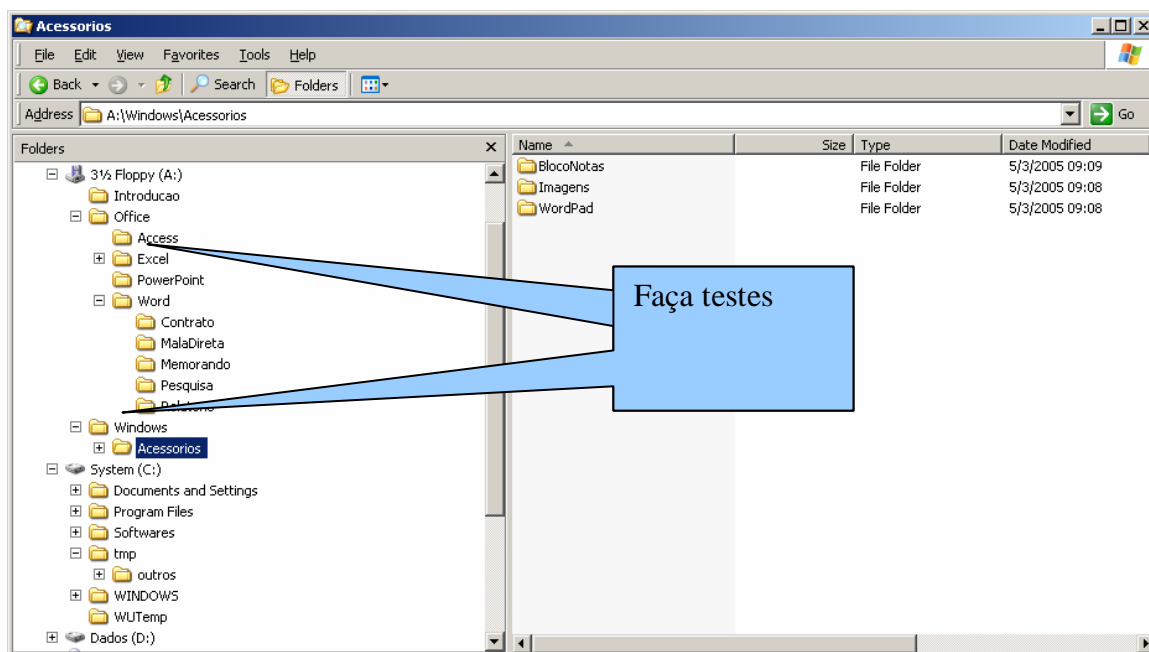 Acessorios
File Edit View Favorites Tools Help
Back Search Folders
Address A:\Windows\Acessorios Go
Folders
3½ Floppy (A:)
Introducao
Office
Access
Excel
PowerPoint
Word
Contrato
MalaDireta
Memorando
Pesquisa
Windows
Acessorios
System (C:)
Documents and Settings
Program Files
Softwares
tmp
outros
WINDOWS
WUTemp
Dados (D:)
Name Size Type Date Modified
BlocoNotas File Folder 5/3/2005 09:09
Imagens File Folder 5/3/2005 09:08
WordPad File Folder 5/3/2005 09:08
Faça testes